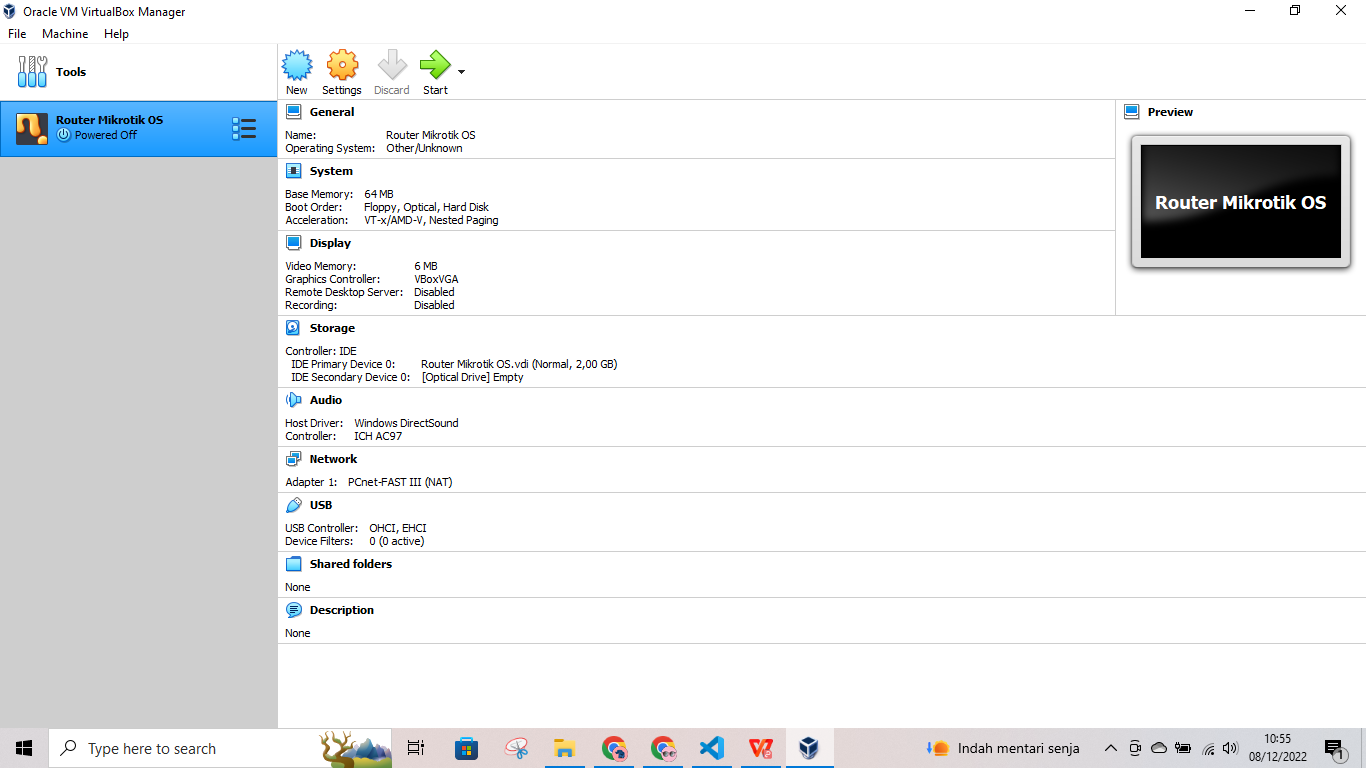 Oracle VM VirtualBox Manager
File Machine Help
Tools
New Settings Discard Start
Router Mikrotik OS
Powered Off
General
Name: Router Mikrotik OS
Operating System: Other/Unknown
Preview
Router Mikrotik OS
System
Base Memory: 64 MB
Boot Order: Floppy, Optical, Hard Disk
Acceleration: VT-x/AMD-V, Nested Paging
Display
Video Memory: 6 MB
Graphics Controller: VBoxVGA
Remote Desktop Server: Disabled
Recording: Disabled
Storage
Controller: IDE
IDE Primary Device 0: Router Mikrotik OS.vdi (Normal, 2,00 GB)
IDE Secondary Device 0: [Optical Drive] Empty
Audio
Host Driver: Windows DirectSound
Controller: ICH AC97
Network
Adapter 1: PCnet-FAST III (NAT)
USB
USB Controller: OHCI, EHCI
Device Filters: 0 (0 active)
Shared folders
None
Description
None
Type here to search
Indah mentari senja
10:55
08/12/2022
1